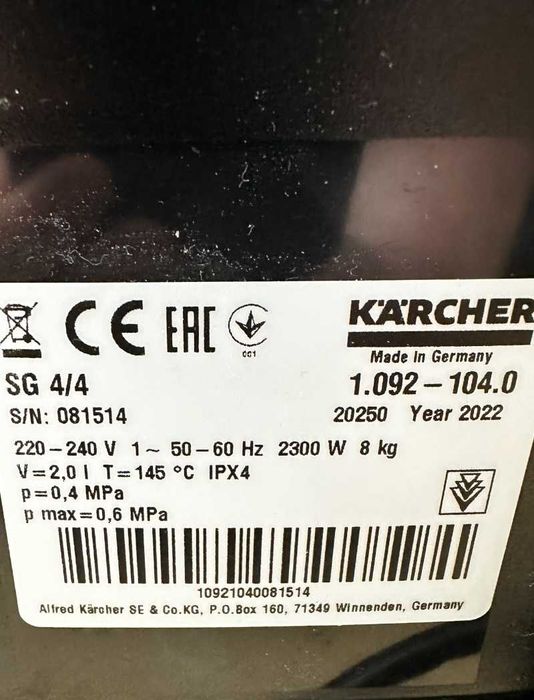 CE EAC
001
KÄRCHER
Made in Germany
SG 4/4 1.092-104.0
S/N: 081514 20250 Year 2022
220-240 V 1~ 50-60 Hz 2300 W 8 kg
V=2,0 l T=145 °C IPX4
p=0,4 MPa
p max=0,6 MPa
10921040081514
Alfred Kärcher SE & Co.KG, P.O.Box 160, 71349 Winnenden, Germany